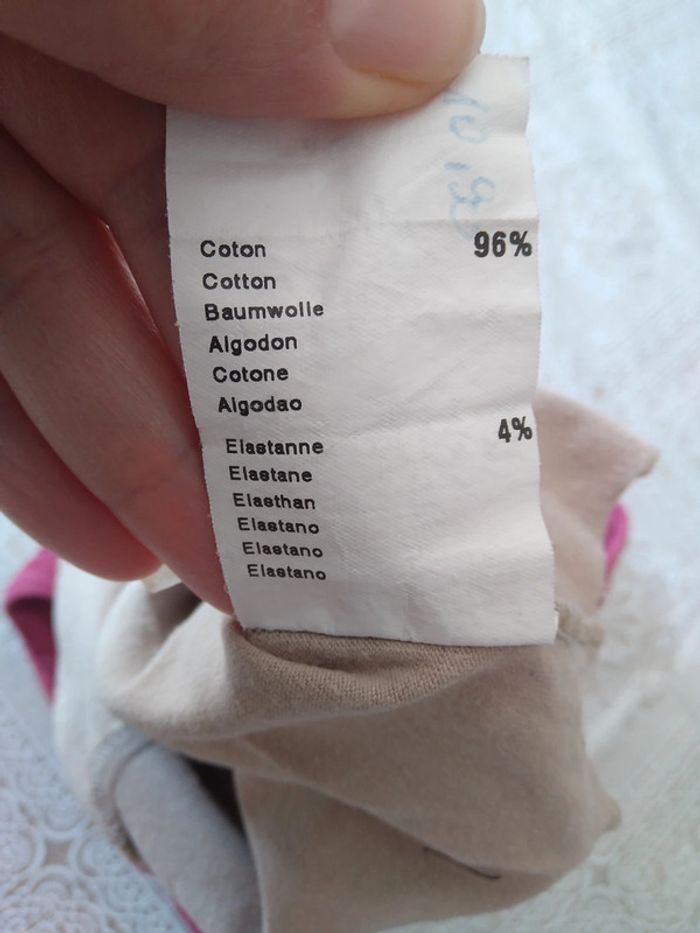 Coton 96%
Cotton
Baumwolle
Algodon
Cotone
Algodao
Elastanne 4%
Elastane
Elasthan
Elastano
Elastano
Elastano